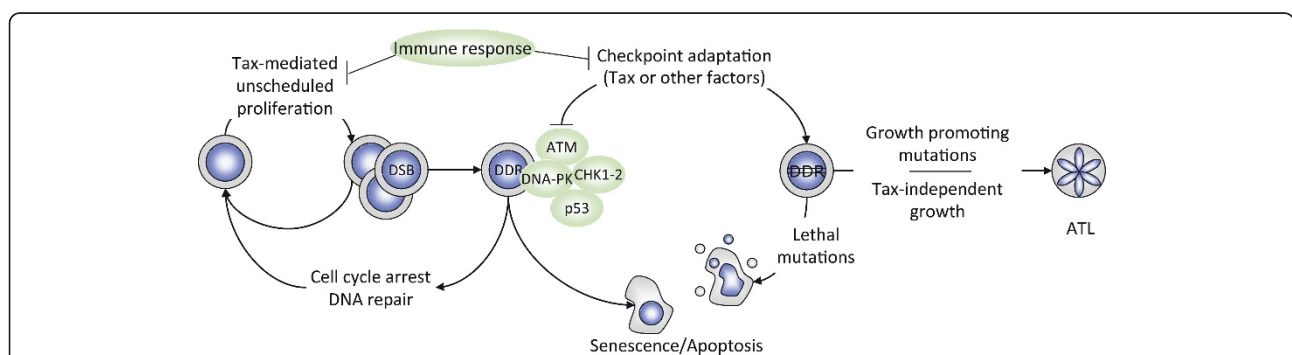 Immune response
Tax-mediated
unscheduled
proliferation
Checkpoint adaptation
(Tax or other factors)
DSB
DDR
ATM
DNA-PK
CHK1-2
p53
DDR
Growth promoting
mutations
Tax-independent
growth
ATL
Lethal
mutations
Cell cycle arrest
DNA repair
Senescence/Apoptosis